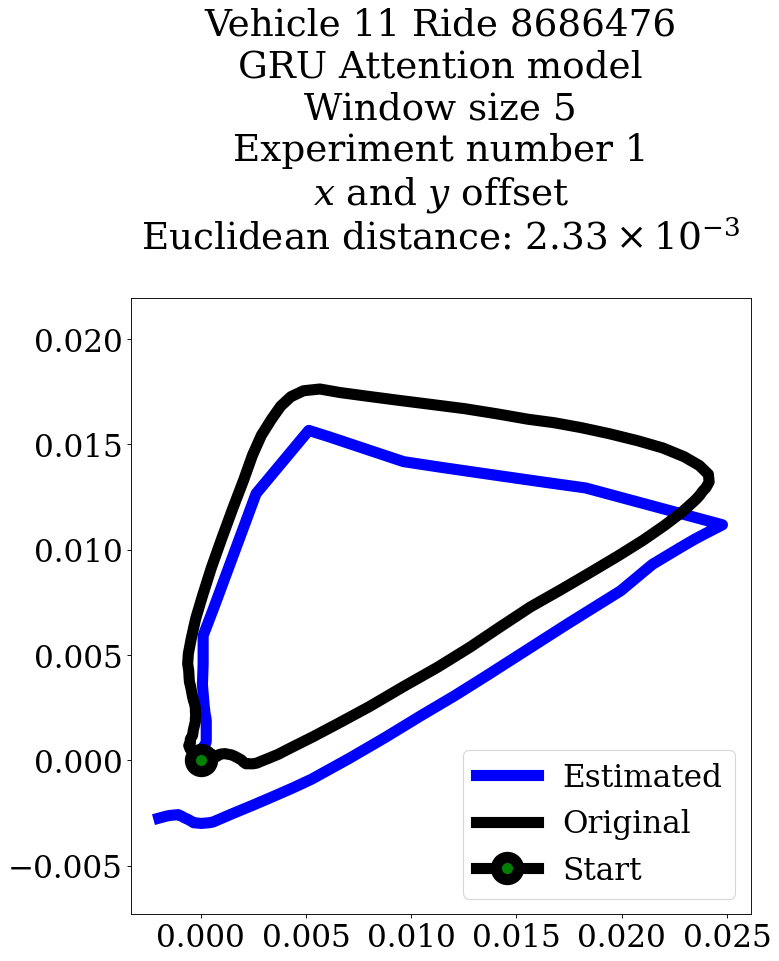 Vehicle 11 Ride 8686476
GRU Attention model
Window size 5
Experiment number 1
x and y offset
Euclidean distance: 2.33 × 10⁻³
0.020
0.015
0.010
0.005
0.000
−0.005
Estimated
Original
Start
0.000 0.005 0.010 0.015 0.020 0.025